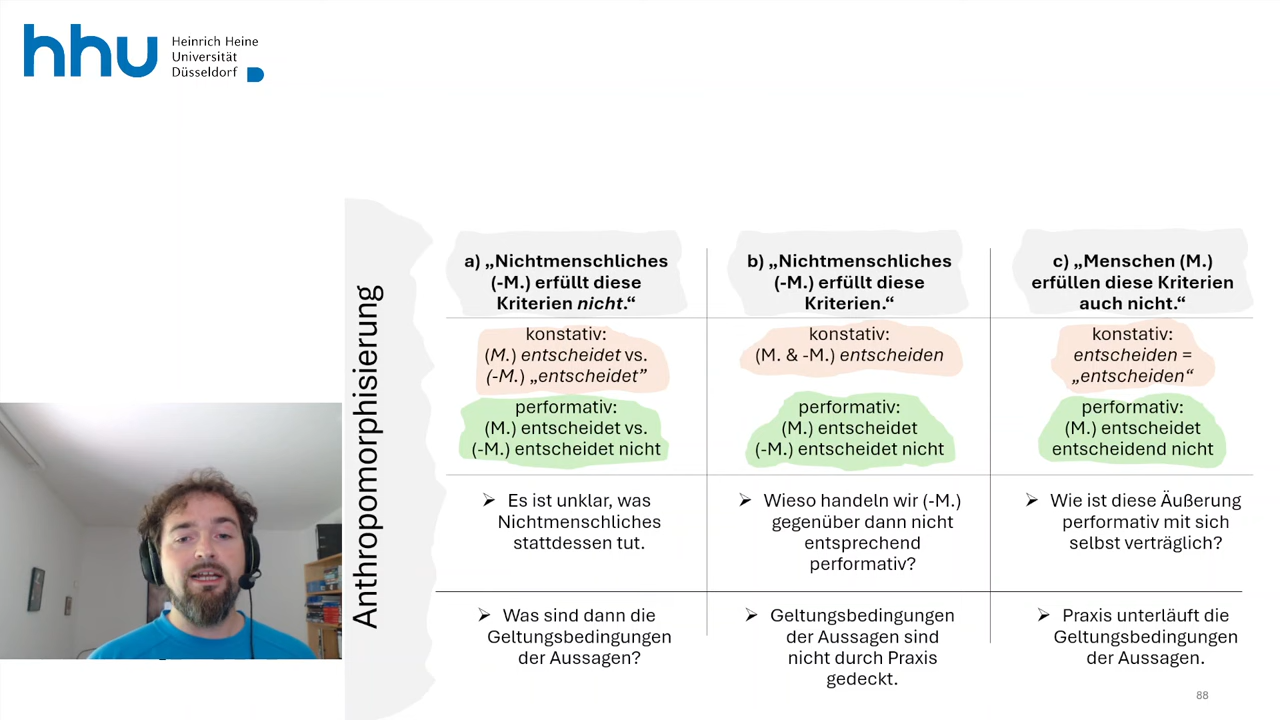 hhu
Heinrich Heine
Universität
Düsseldorf
Anthropomorphisierung
a) „Nichtmenschliches
(-M.) erfüllt diese
Kriterien nicht.“
konstativ:
(M.) entscheidet vs.
(-M.) „entscheidet”
performativ:
(M.) entscheidet vs.
(-M.) entscheidet nicht
➢ Es ist unklar, was
Nichtmenschliches
stattdessen tut.
➢ Was sind dann die
Geltungsbedingungen
der Aussagen?
b) „Nichtmenschliches
(-M.) erfüllt diese
Kriterien.“
konstativ:
(M. & -M.) entscheiden
performativ:
(M.) entscheidet
(-M.) entscheidet nicht
➢ Wieso handeln wir (-M.)
gegenüber dann nicht
entsprechend
performativ?
➢ Geltungsbedingungen
der Aussagen sind
nicht durch Praxis
gedeckt.
c) „Menschen (M.)
erfüllen diese Kriterien
auch nicht.“
konstativ:
entscheiden =
„entscheiden“
performativ:
(M.) entscheidet
entscheidend nicht
➢ Wie ist diese Äußerung
performativ mit sich
selbst verträglich?
➢ Praxis unterläuft die
Geltungsbedingungen
der Aussagen.
88